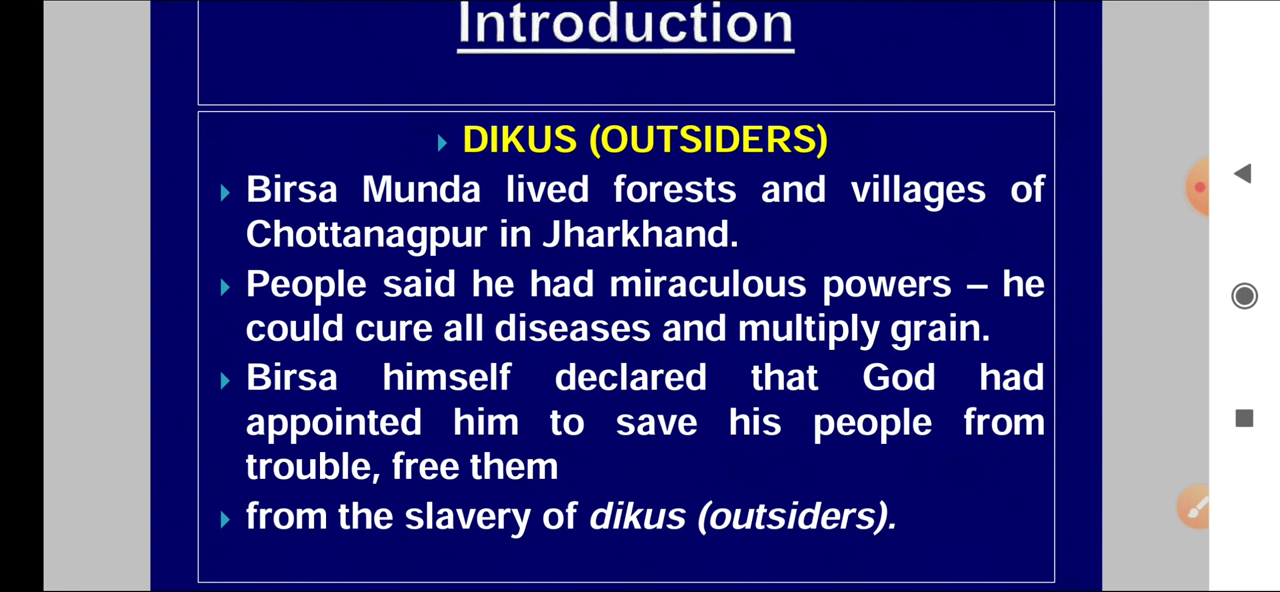 Introduction
DIKUS (OUTSIDERS)
Birsa Munda lived forests and villages of
Chottanagpur in Jharkhand.
People said he had miraculous powers – he
could cure all diseases and multiply grain.
Birsa himself declared that God had
appointed him to save his people from
trouble, free them
from the slavery of dikus (outsiders).